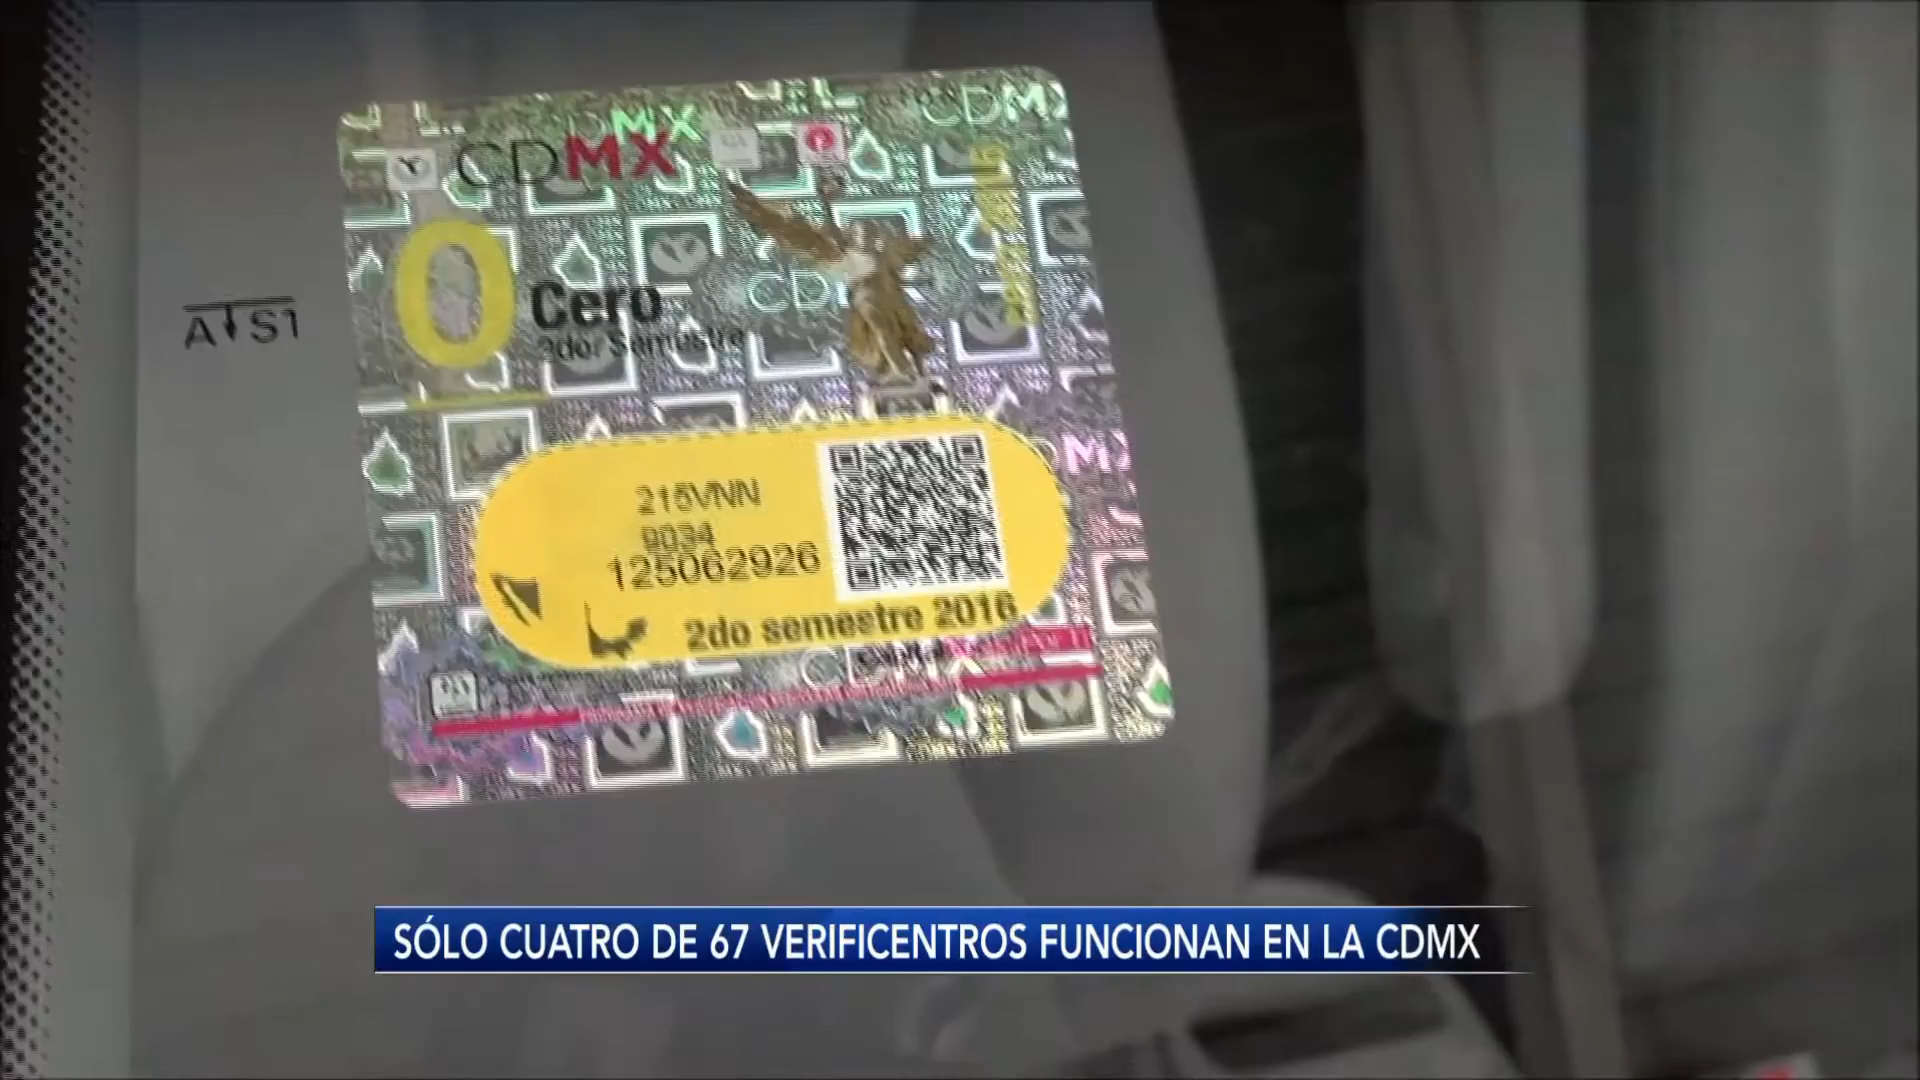 CDMX
0 Cero
2do. Semestre
A↓S1
215VNN
9034
125062926
2do semestre 2016
SÓLO CUATRO DE 67 VERIFICENTROS FUNCIONAN EN LA CDMX